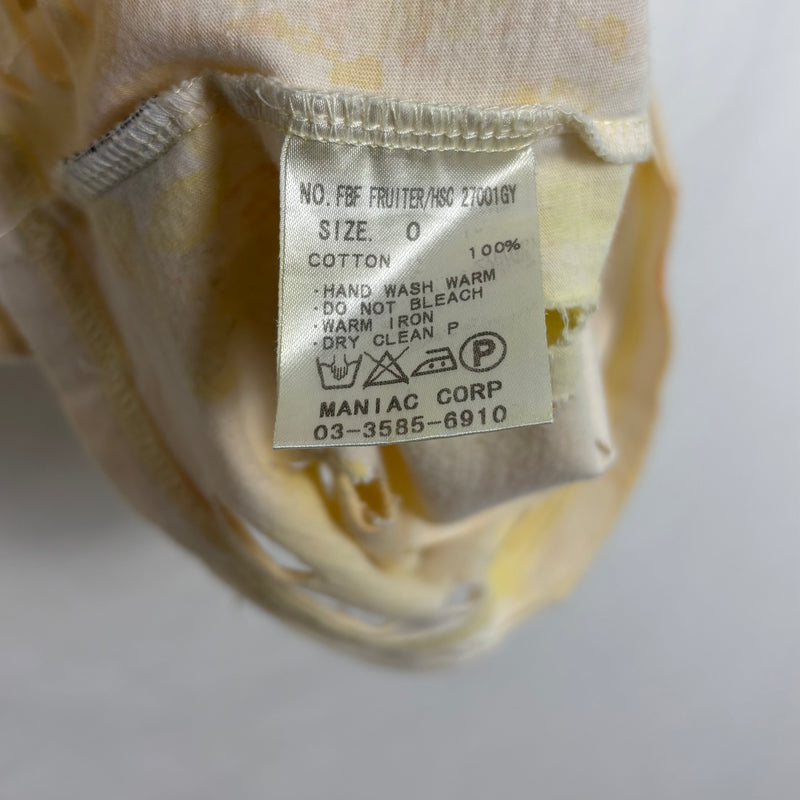 NO. FBF FRUITER/HSC 27001GY
SIZE. 0
COTTON 100%
·HAND WASH WARM
·DO NOT BLEACH
·WARM IRON
·DRY CLEAN P
P
MANIAC CORP
03-3585-6910